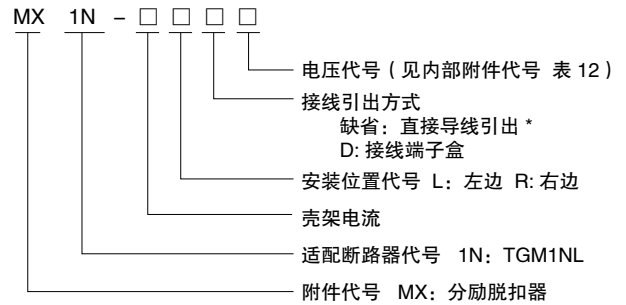 MX 1N - □ □ □ □
电压代号（见内部附件代号 表 12）
接线引出方式
缺省：直接导线引出 *
D: 接线端子盒
安装位置代号 L：左边 R: 右边
壳架电流
适配断路器代号 1N：TGM1NL
附件代号 MX：分励脱扣器